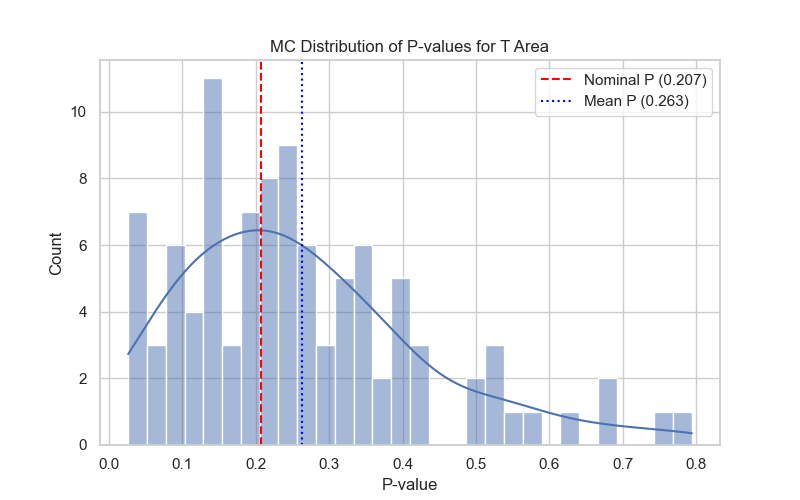 MC Distribution of P-values for T Area
Nominal P (0.207)
Mean P (0.263)
10
8
6
4
2
0
Count
0.0 0.1 0.2 0.3 0.4 0.5 0.6 0.7 0.8
P-value